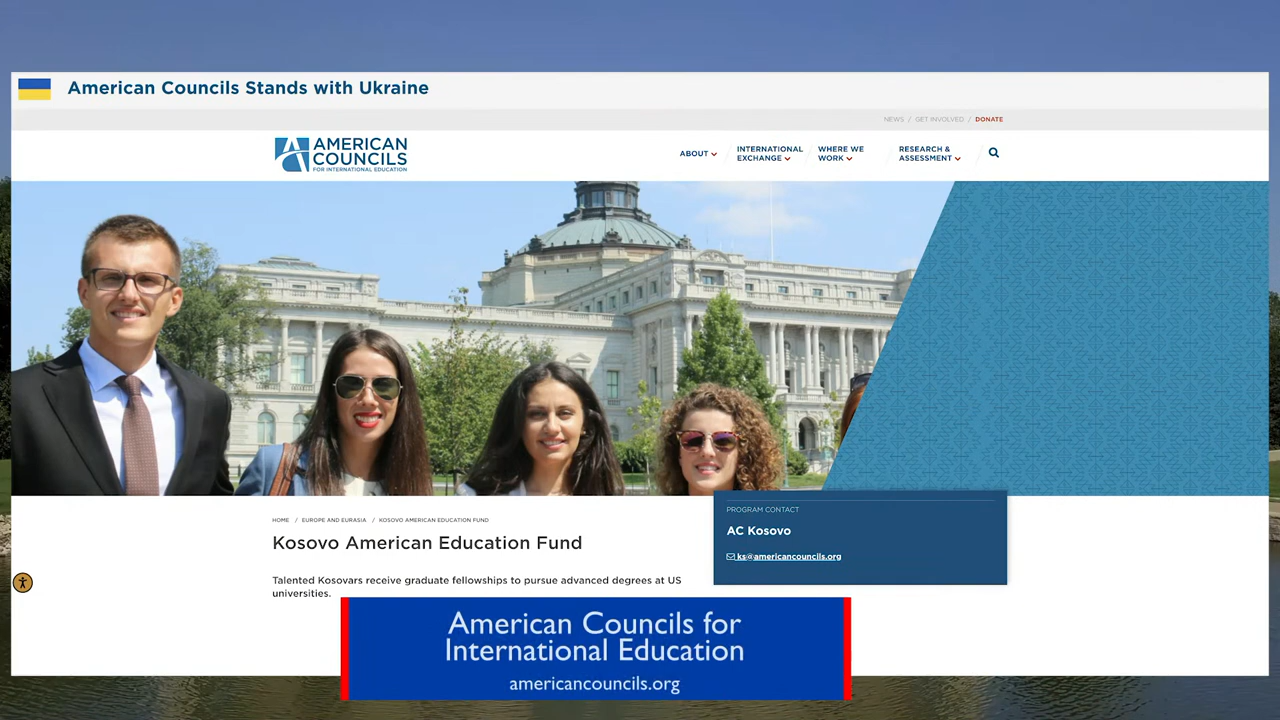 American Councils Stands with Ukraine
NEWS / GET INVOLVED / DONATE
AMERICAN
COUNCILS
FOR INTERNATIONAL EDUCATION
ABOUT
INTERNATIONAL
EXCHANGE
WHERE WE
WORK
RESEARCH &
ASSESSMENT
PROGRAM CONTACT
AC Kosovo
ks@americancouncils.org
HOME / EUROPE AND EURASIA / KOSOVO AMERICAN EDUCATION FUND
Kosovo American Education Fund
Talented Kosovars receive graduate fellowships to pursue advanced degrees at US
universities.
American Councils for
International Education
americancouncils.org